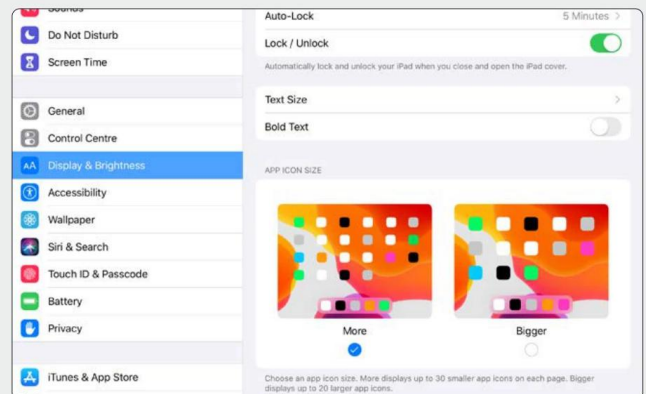 Sounds
Do Not Disturb
Screen Time
General
Control Centre
AA Display & Brightness
Accessibility
Wallpaper
Siri & Search
Touch ID & Passcode
Battery
Privacy
iTunes & App Store
Auto-Lock 5 Minutes
Lock / Unlock
Automatically lock and unlock your iPad when you close and open the iPad cover.
Text Size
Bold Text
APP ICON SIZE
More Bigger
Choose an app icon size. More displays up to 30 smaller app icons on each page. Bigger
displays up to 20 larger app icons.